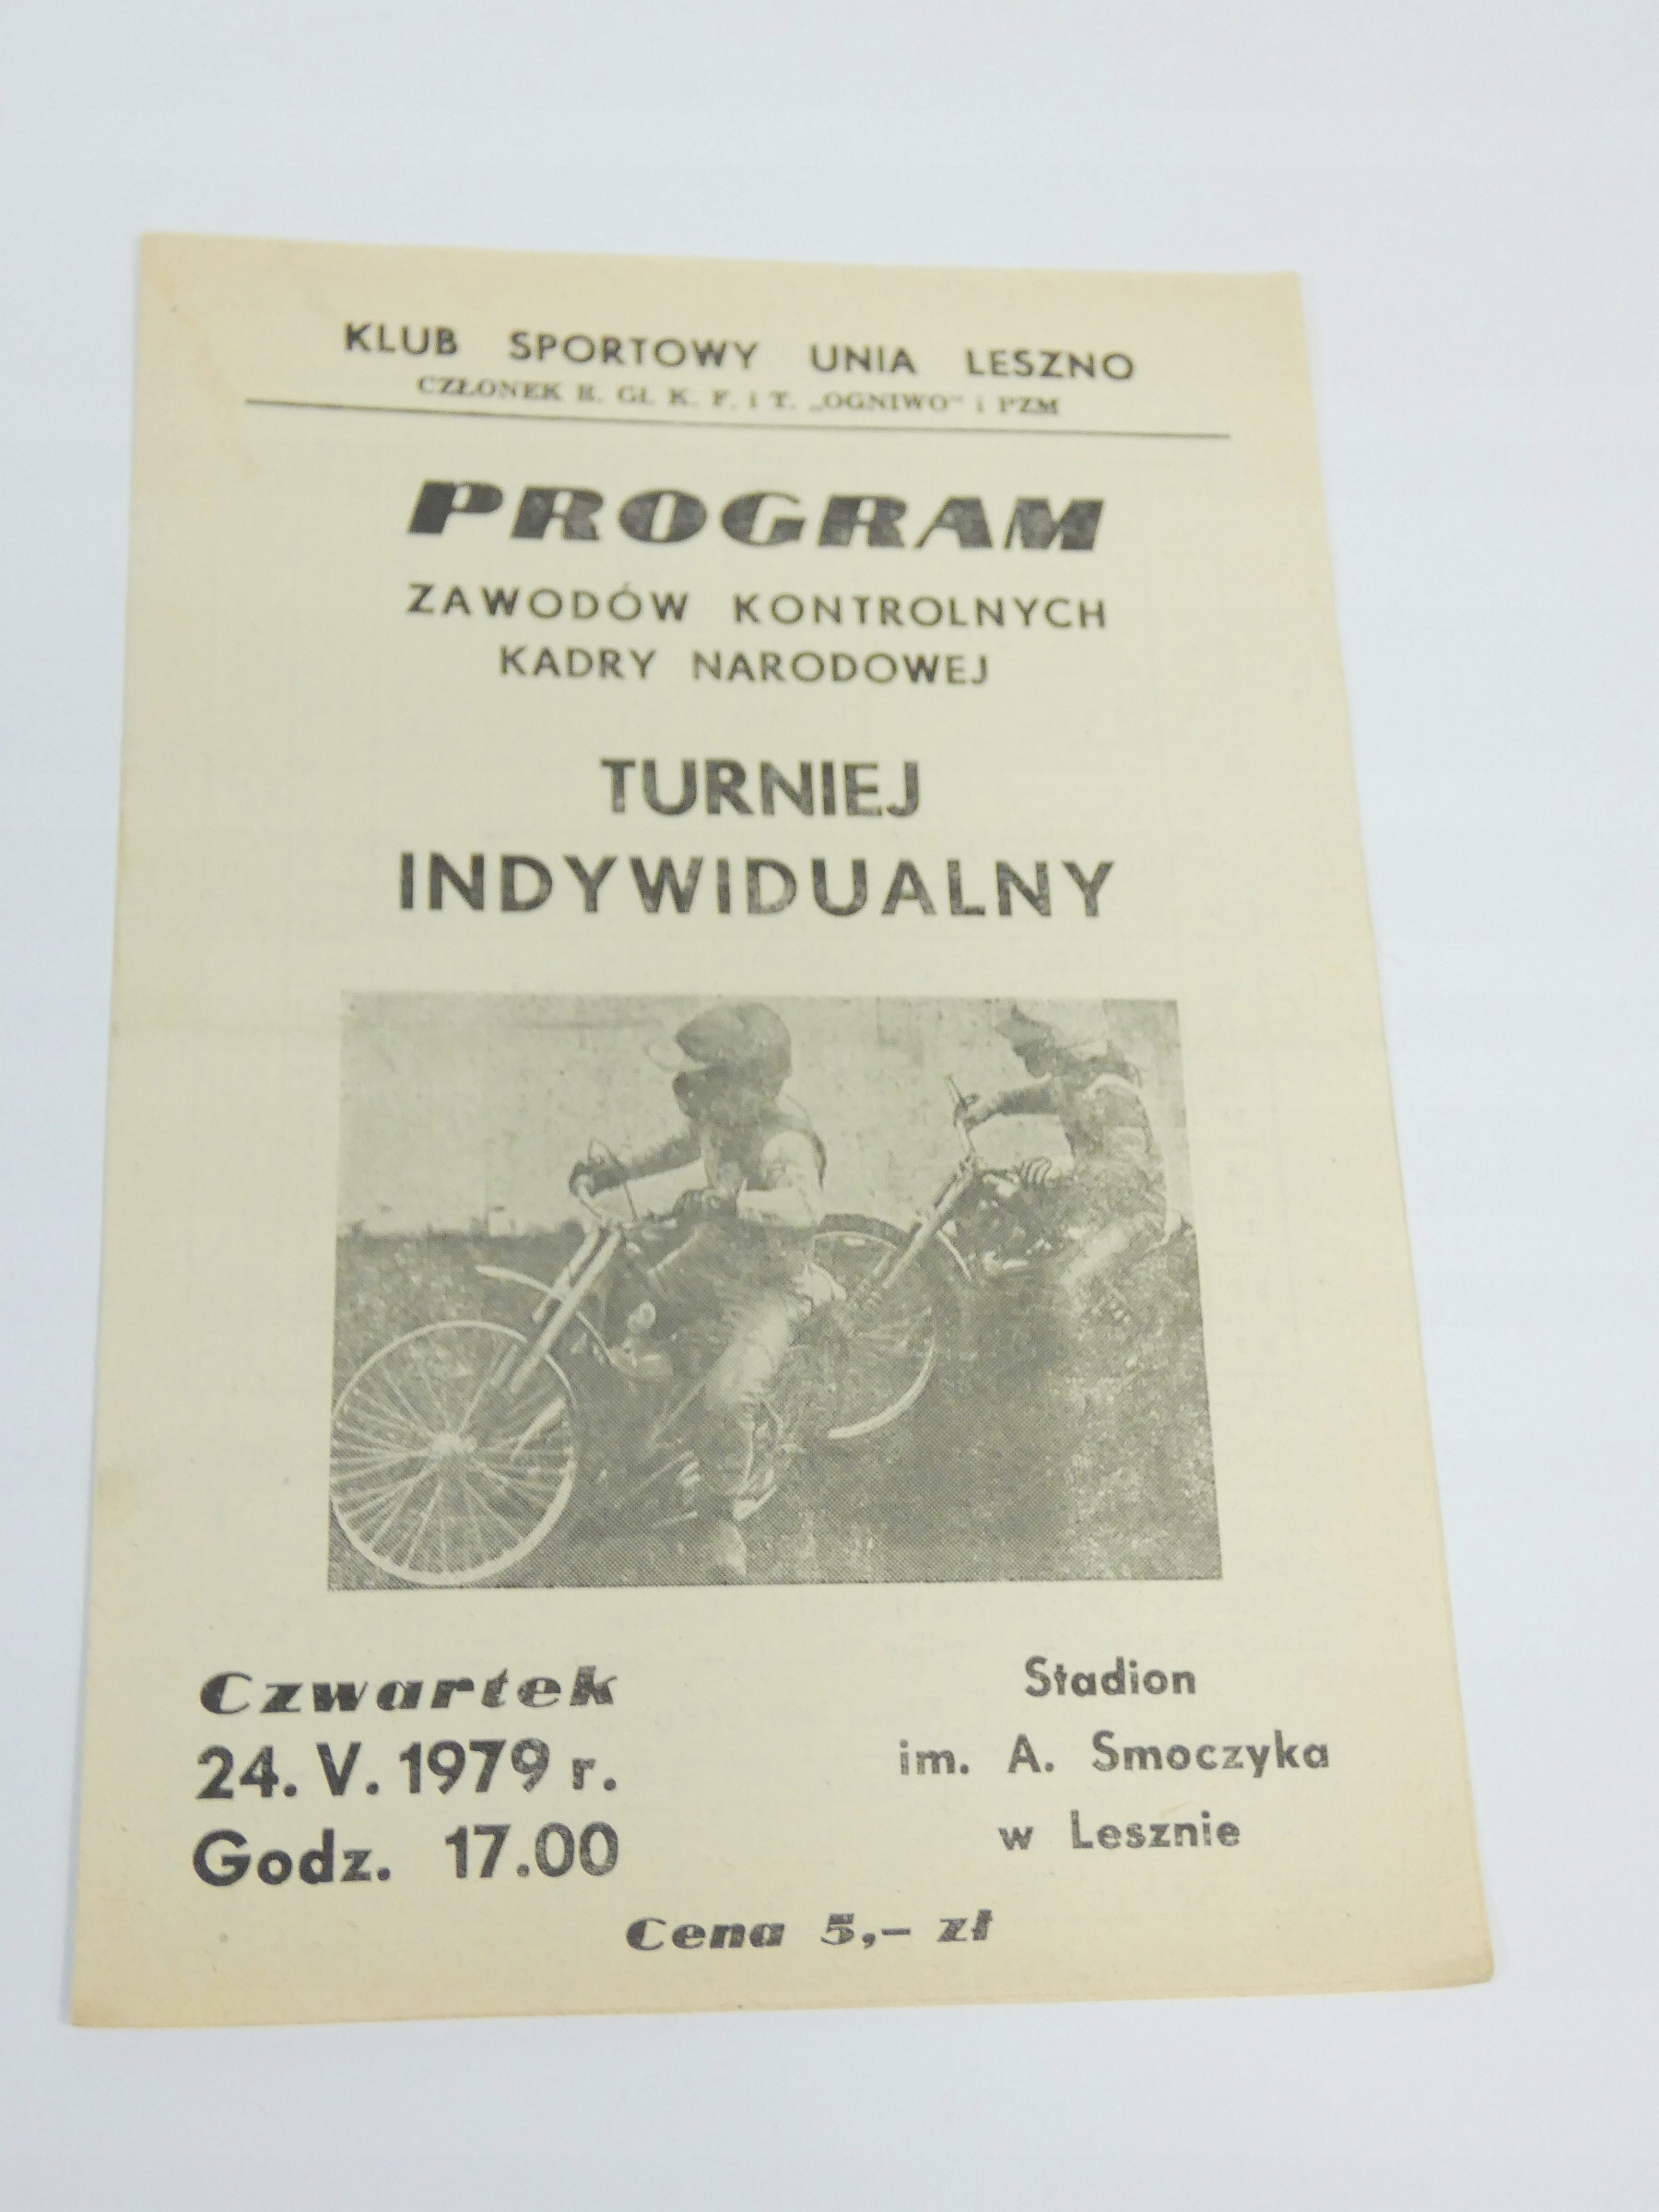 KLUB SPORTOWY UNIA LESZNO
CZŁONEK R. GŁ. K. F. i T. „OGNIWO" i PZM
PROGRAM
ZAWODÓW KONTROLNYCH
KADRY NARODOWEJ
TURNIEJ
INDYWIDUALNY
Czwartek
24. V. 1979 r.
Godz. 17.00
Stadion
im. A. Smoczyka
w Lesznie
Cena 5,– zł